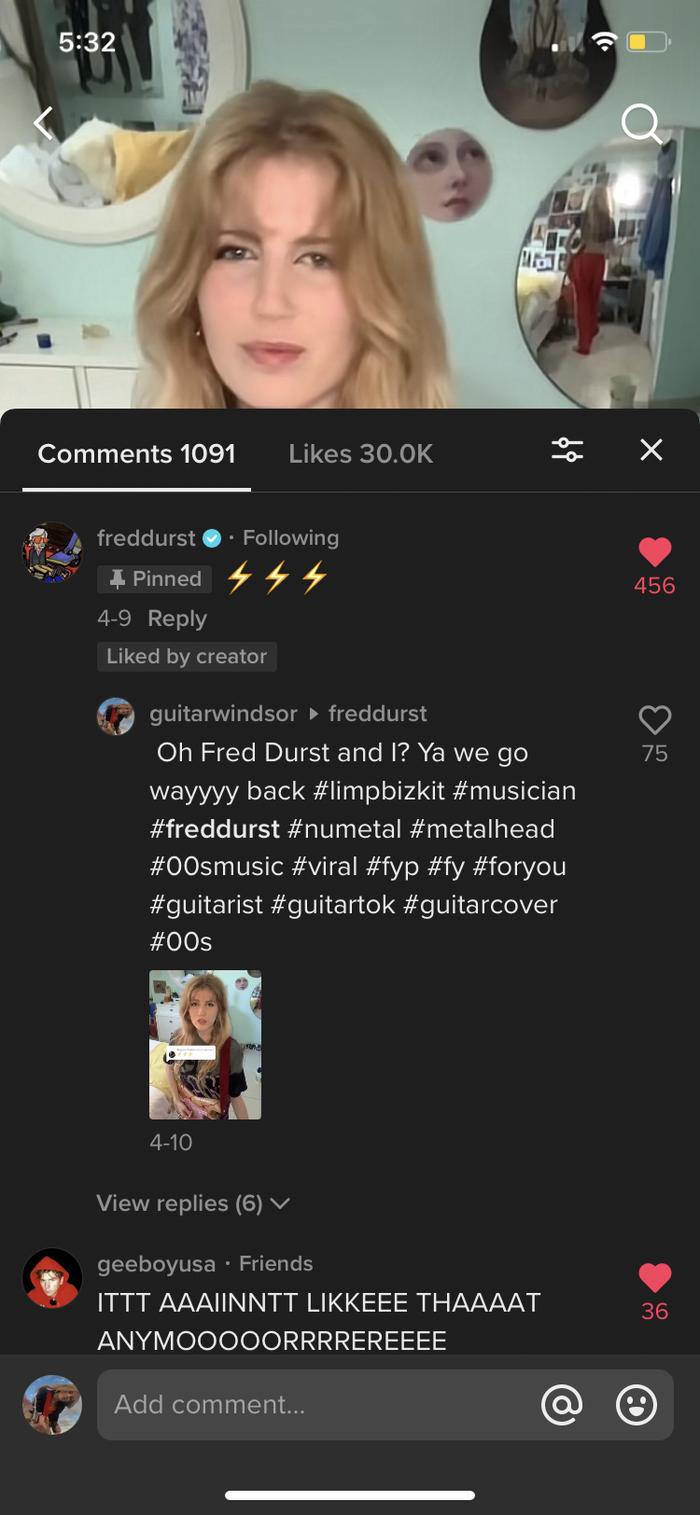 5:32
Comments 1091
Likes 30.0K
freddurst · Following
Pinned ⚡⚡⚡
456
4-9 Reply
Liked by creator
guitarwindsor ▸ freddurst
Oh Fred Durst and I? Ya we go
wayyyy back #limpbizkit #musician
#freddurst #numetal #metalhead
#00smusic #viral #fyp #fy #foryou
#guitarist #guitartok #guitarcover
#00s
75
4-10
View replies (6)
geeboyusa · Friends
ITTT AAAIINNTT LIKKEEE THAAAAT
ANYMOOOOORRRREREEEE
36
Add comment...